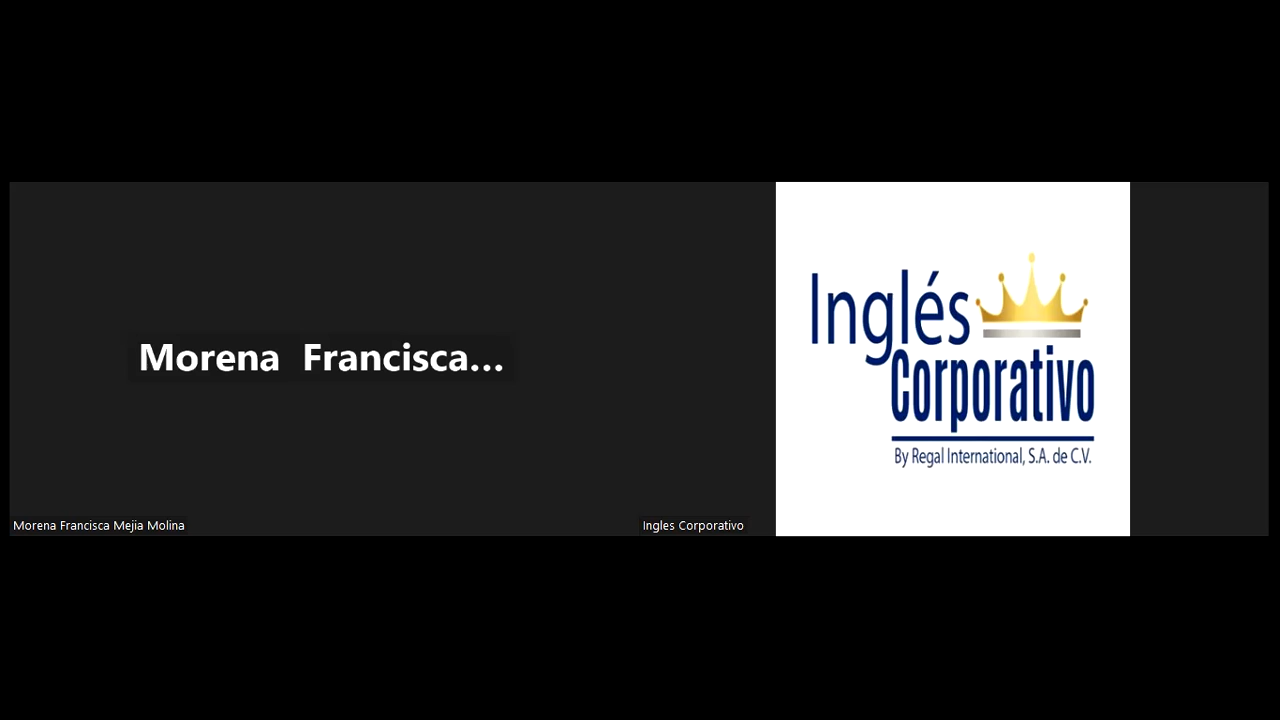 Morena  Francisca...
Morena Francisca Mejia Molina
Ingles Corporativo
Inglés
Corporativo
By Regal International, S.A. de C.V.